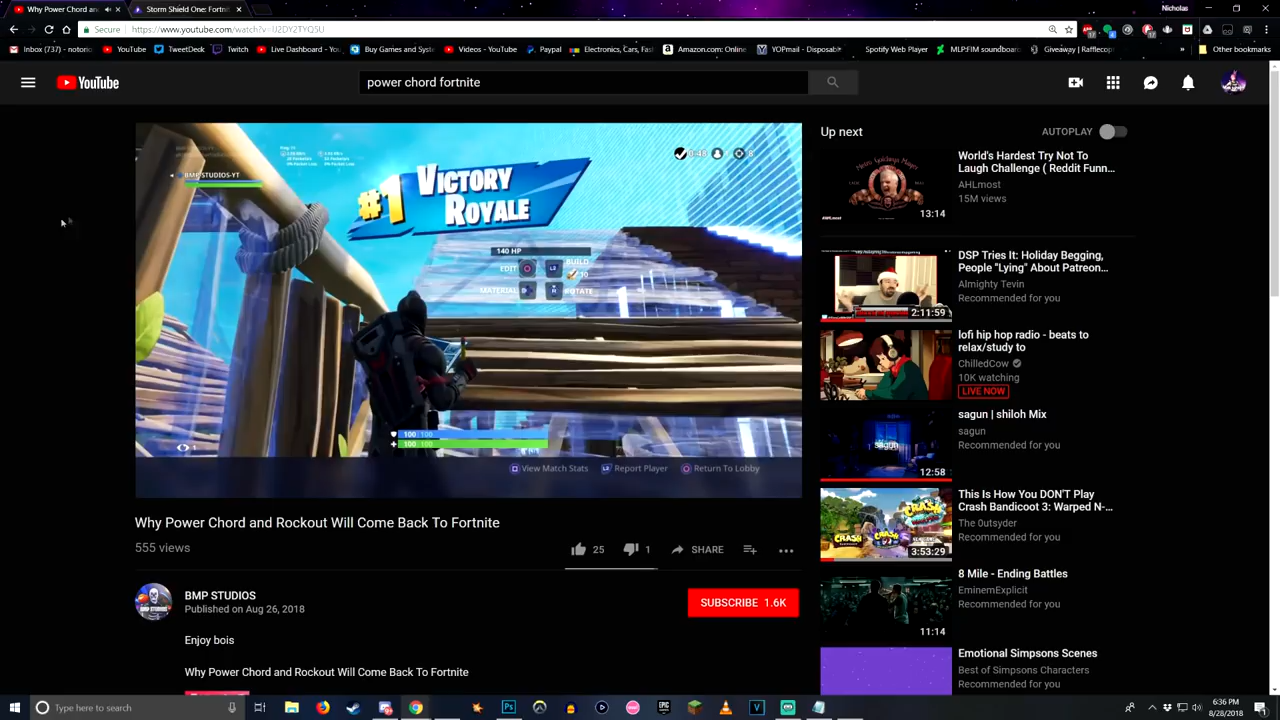 Why Power Chord and
Storm Shield One: Fortni
Nicholas
Secure
https://www.youtube.com/watch?v=U2DY2TYQ5U
Inbox (737) - notorio
YouTube
TweetDeck
Twitch
Live Dashboard - You
Buy Games and Syste
Videos - YouTube
Paypal
Electronics, Cars, Fash
Amazon.com: Online
YOPmail - Disposable
Spotify Web Player
MLP:FIM soundboard
Giveaway | Rafflecop
Other bookmarks
YouTube
power chord fortnite
BMP STUDIOS-YT
#1 VICTORY
ROYALE
140 HP
EDIT
BUILD
10
MATERIAL
ROTATE
100 100
100 100
View Match Stats
Report Player
Return To Lobby
Why Power Chord and Rockout Will Come Back To Fortnite
555 views
25
1
SHARE
BMP STUDIOS
Published on Aug 26, 2018
SUBSCRIBE 1.6K
Enjoy bois
Why Power Chord and Rockout Will Come Back To Fortnite
Up next
AUTOPLAY
World's Hardest Try Not To
Laugh Challenge ( Reddit Funn...
AHLmost
15M views
13:14
DSP Tries It: Holiday Begging,
People "Lying" About Patreon...
Almighty Tevin
Recommended for you
2:11:59
lofi hip hop radio - beats to
relax/study to
ChilledCow
10K watching
LIVE NOW
sagun | shiloh Mix
sagun
Recommended for you
sagun
12:58
This Is How You DON'T Play
Crash Bandicoot 3: Warped N-...
The 0utsyder
Recommended for you
CRASH
CRASH
3:53:29
8 Mile - Ending Battles
EminemExplicit
Recommended for you
11:14
Emotional Simpsons Scenes
Best of Simpsons Characters
Recommended for you
Type here to search
6:36 PM
8/28/2018